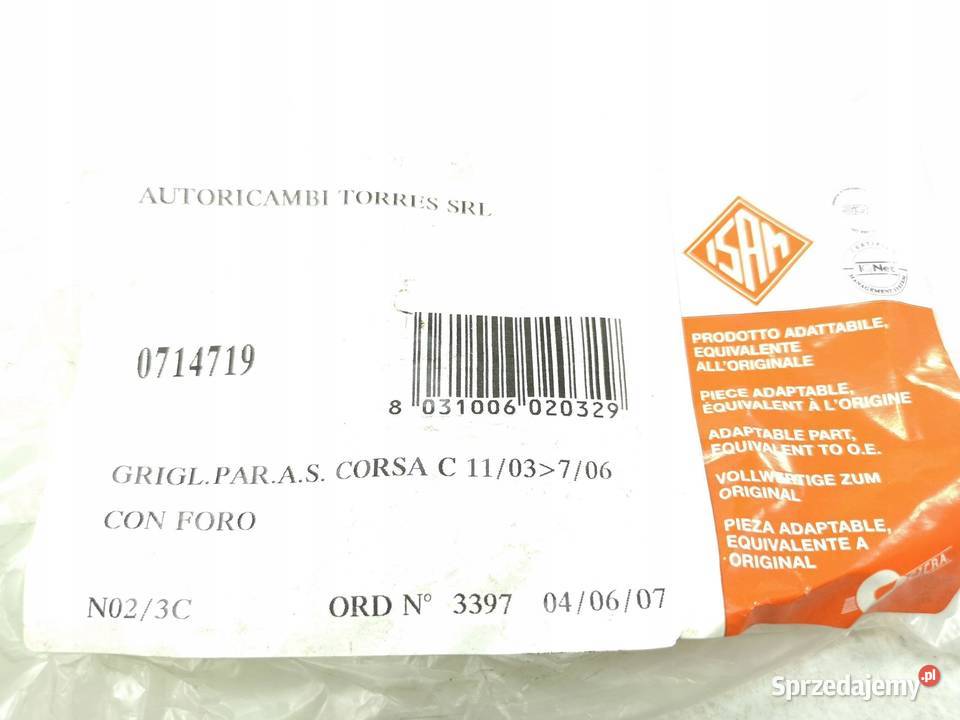 AUTORICAMBI TORRES SRL
0714719
8 031006 020329
GRIGL.PAR.A.S. CORSA C 11/03>7/06
CON FORO
N02/3C
ORD N° 3397 04/06/07
ISAM
PRODOTTO ADATTABILE,
EQUIVALENTE
ALL'ORIGINALE
PIECE ADAPTABLE,
ÉQUIVALENT À L'ORIGINE
ADAPTABLE PART,
EQUIVALENT TO O.E.
VOLLWERTIGE ZUM
ORIGINAL
PIEZA ADAPTABLE,
EQUIVALENTE A
ORIGINAL
MANAGEMENT SYSTEM
Sprzedajemy.pl